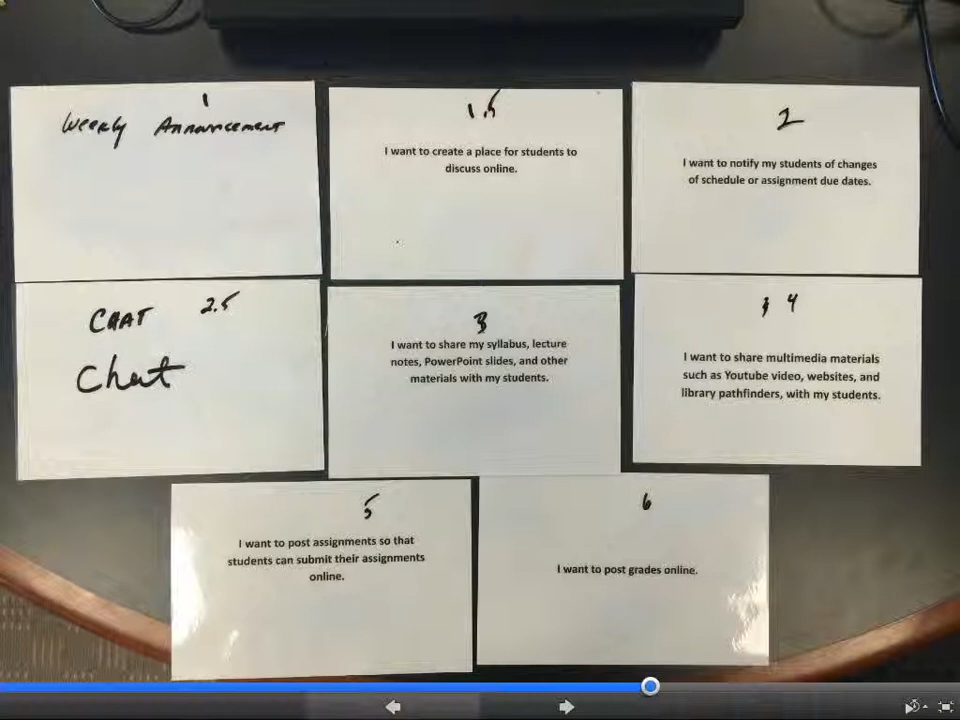 1
Weekly Announcement
1.5
I want to create a place for students to
discuss online.
2
I want to notify my students of changes
of schedule or assignment due dates.
CHAT 2.5
Chat
3
I want to share my syllabus, lecture
notes, PowerPoint slides, and other
materials with my students.
4
I want to share multimedia materials
such as Youtube video, websites, and
library pathfinders, with my students.
5
I want to post assignments so that
students can submit their assignments
online.
6
I want to post grades online.